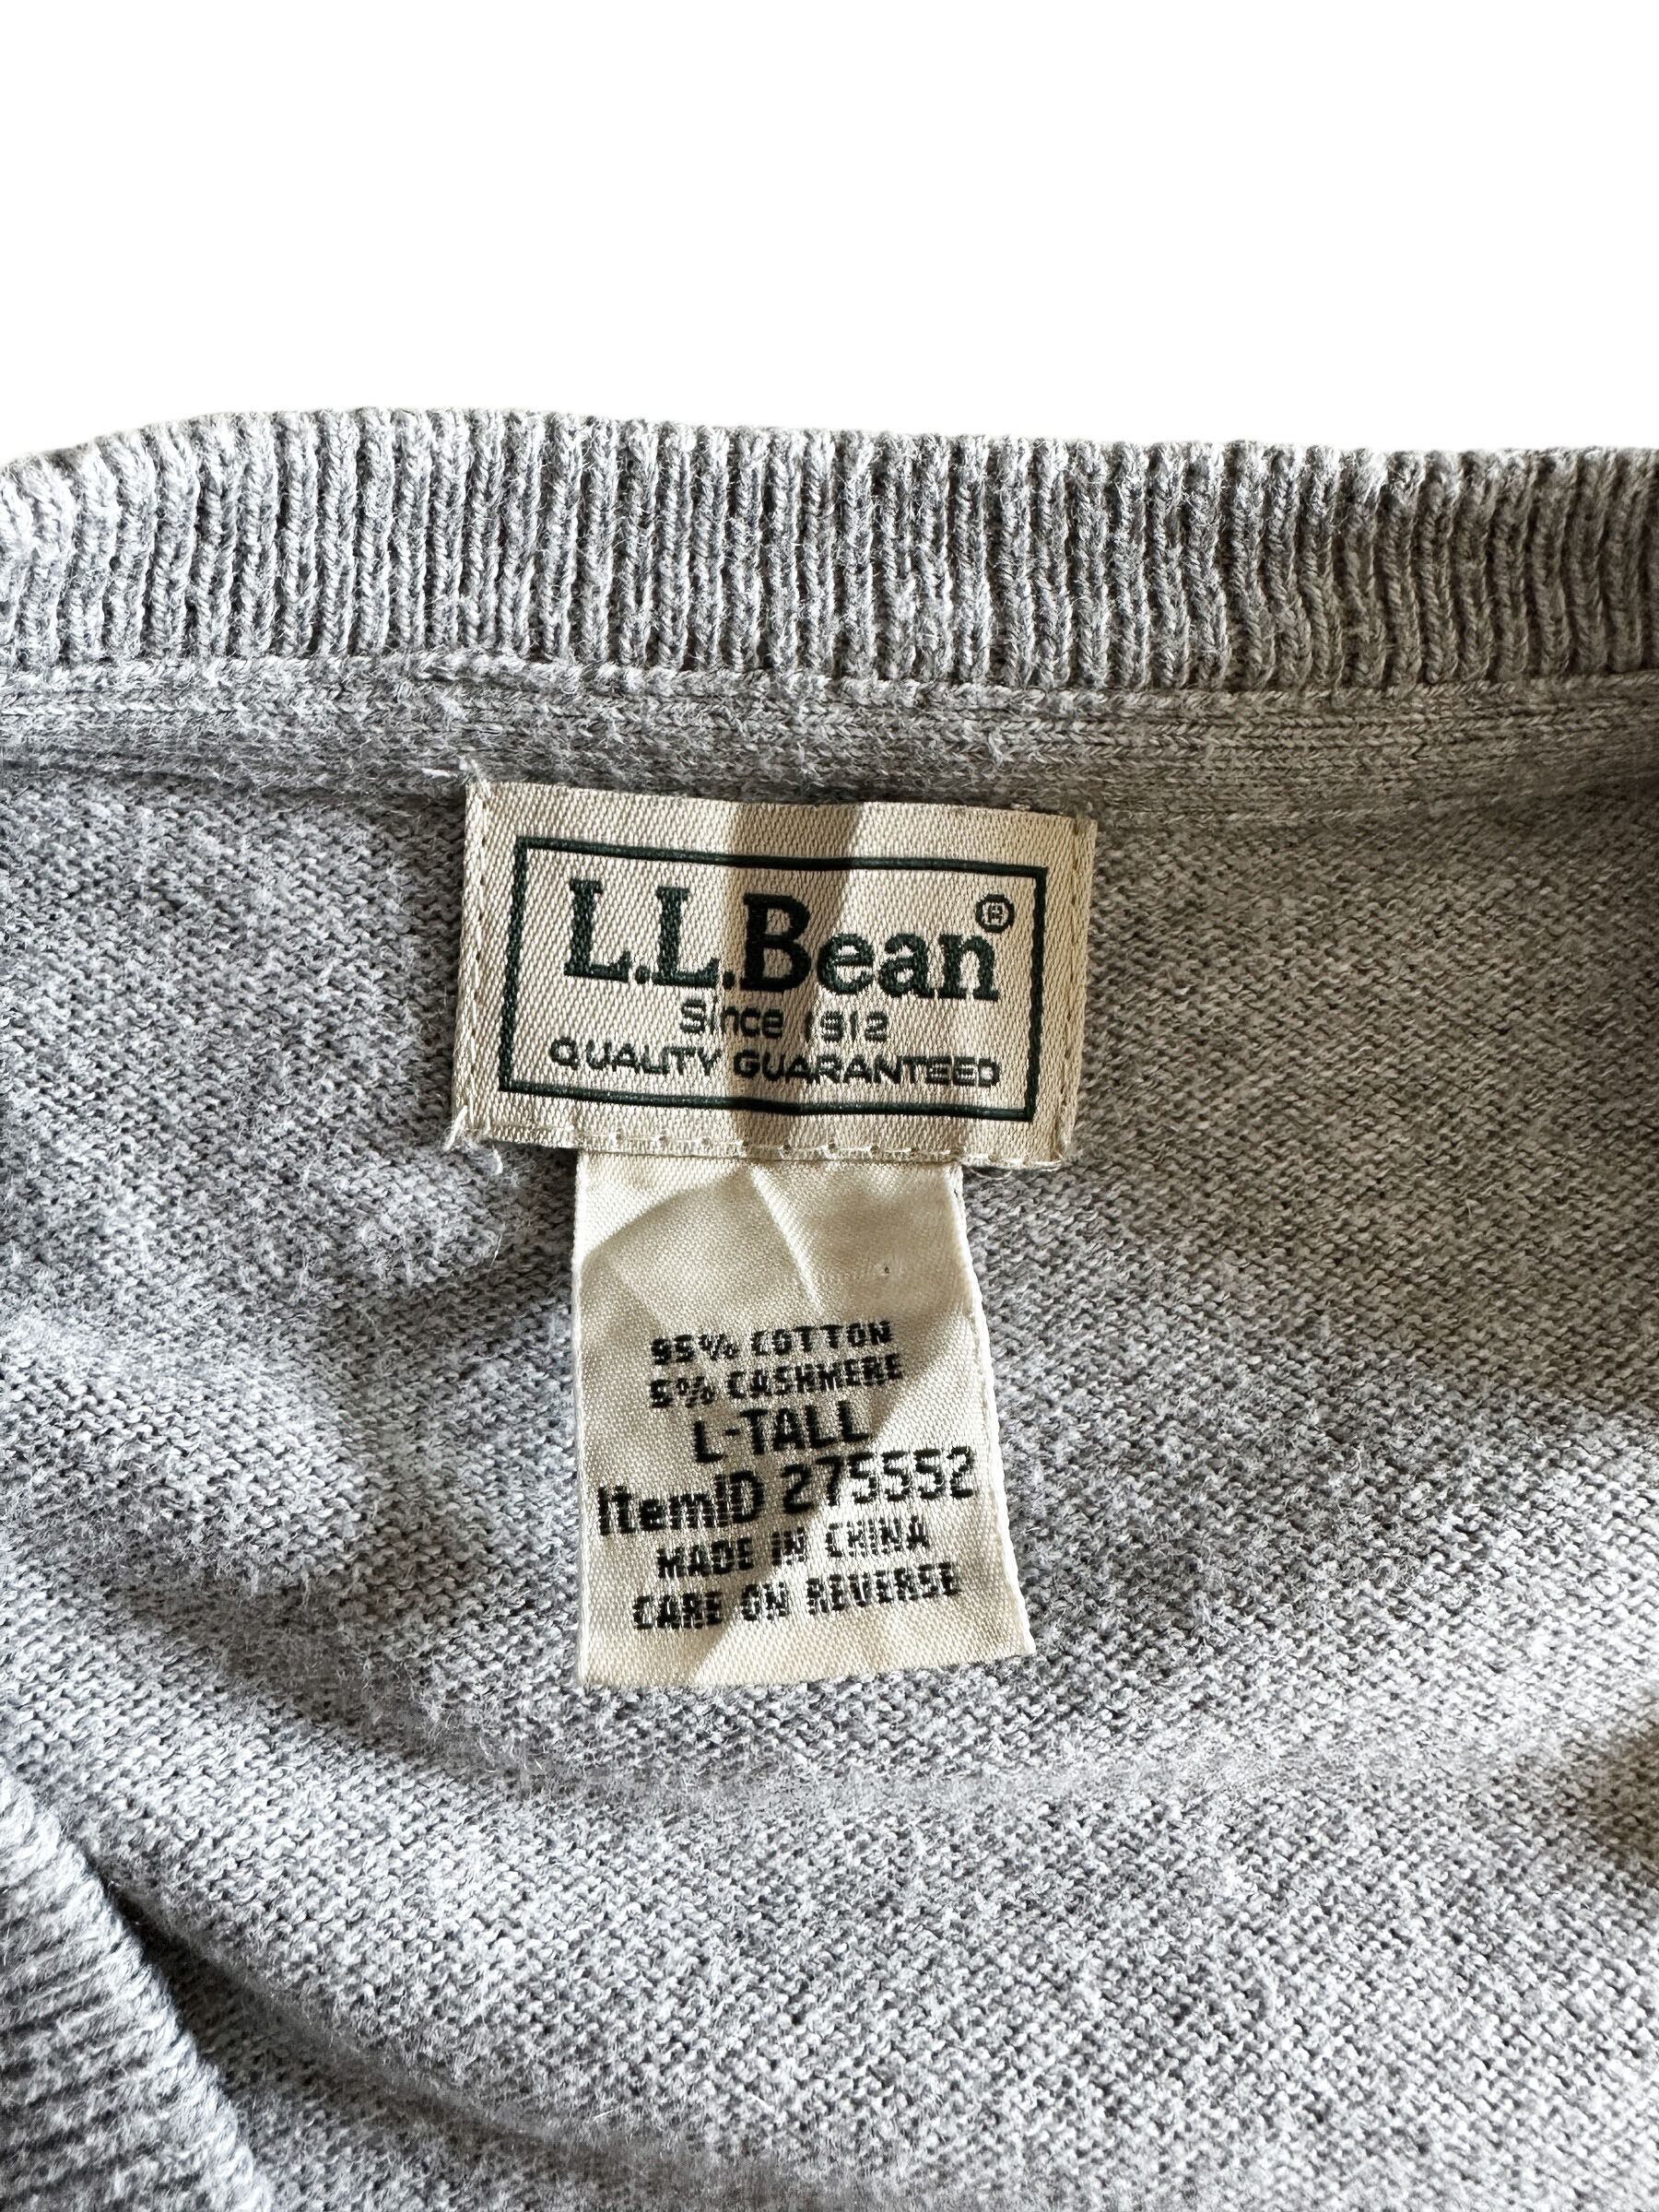 L.L.Bean®
Since 1912
QUALITY GUARANTEED
95% COTTON
5% CASHMERE
L-TALL
ItemID 275552
MADE IN CHINA
CARE ON REVERSE